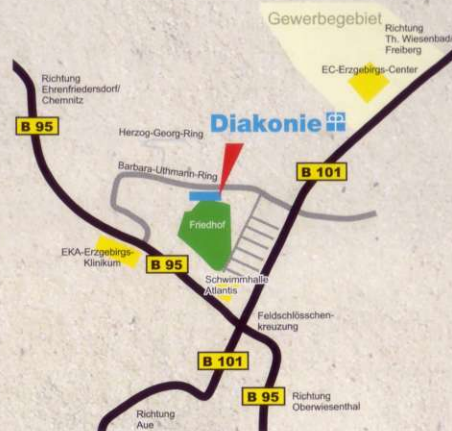 Gewerbegebiet
Richtung
Th. Wiesenbad/
Freiberg
EC-Erzgebirgs-Center
Richtung
Ehrenfriedersdorf/
Chemnitz
B 95
Herzog-Georg-Ring
Diakonie
B 101
Barbara-Uthmann-Ring
Friedhof
EKA-Erzgebirgs-
Klinikum
B 95
Schwimmhalle
Atlantis
Feldschlösschen-
kreuzung
B 101
B 95
Richtung
Oberwiesenthal
Richtung
Aue